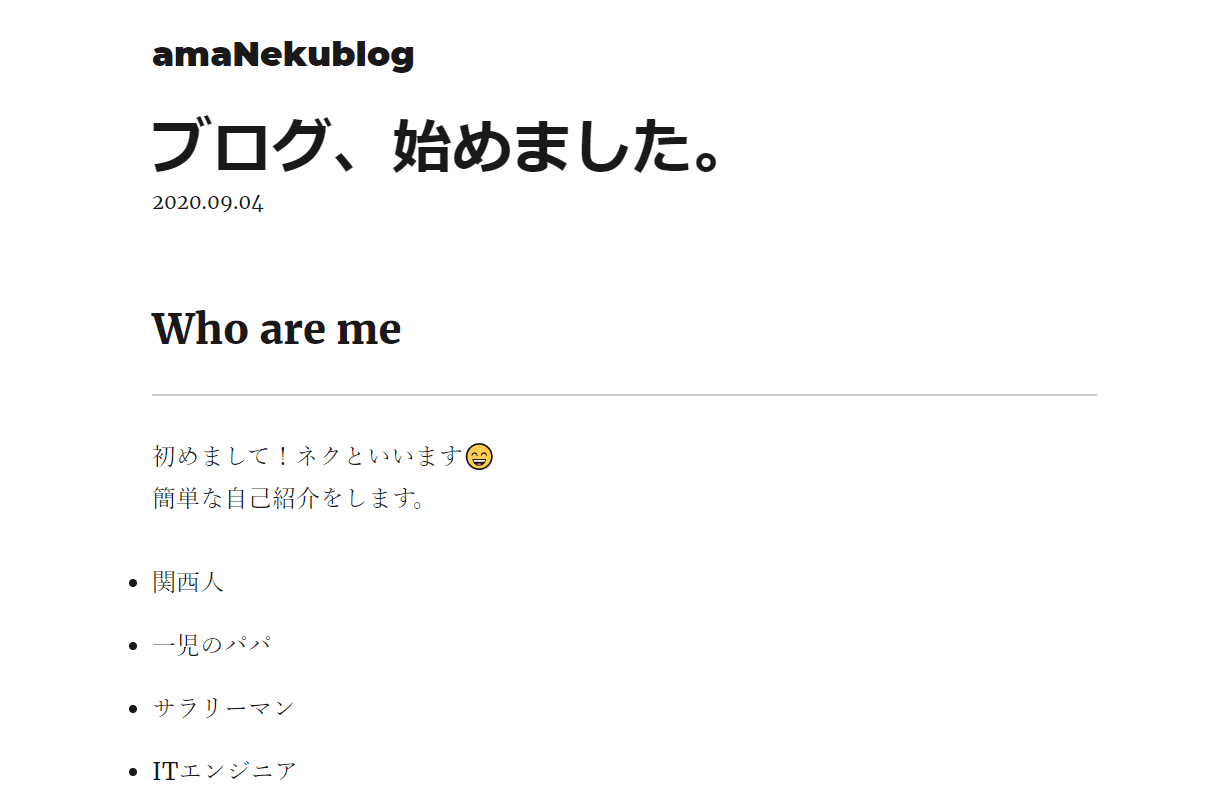 amaNekublog
ブログ、始めました。
2020.09.04
Who are me
初めまして！ネクといいます😄
簡単な自己紹介をします。
関西人
一児のパパ
サラリーマン
ITエンジニア